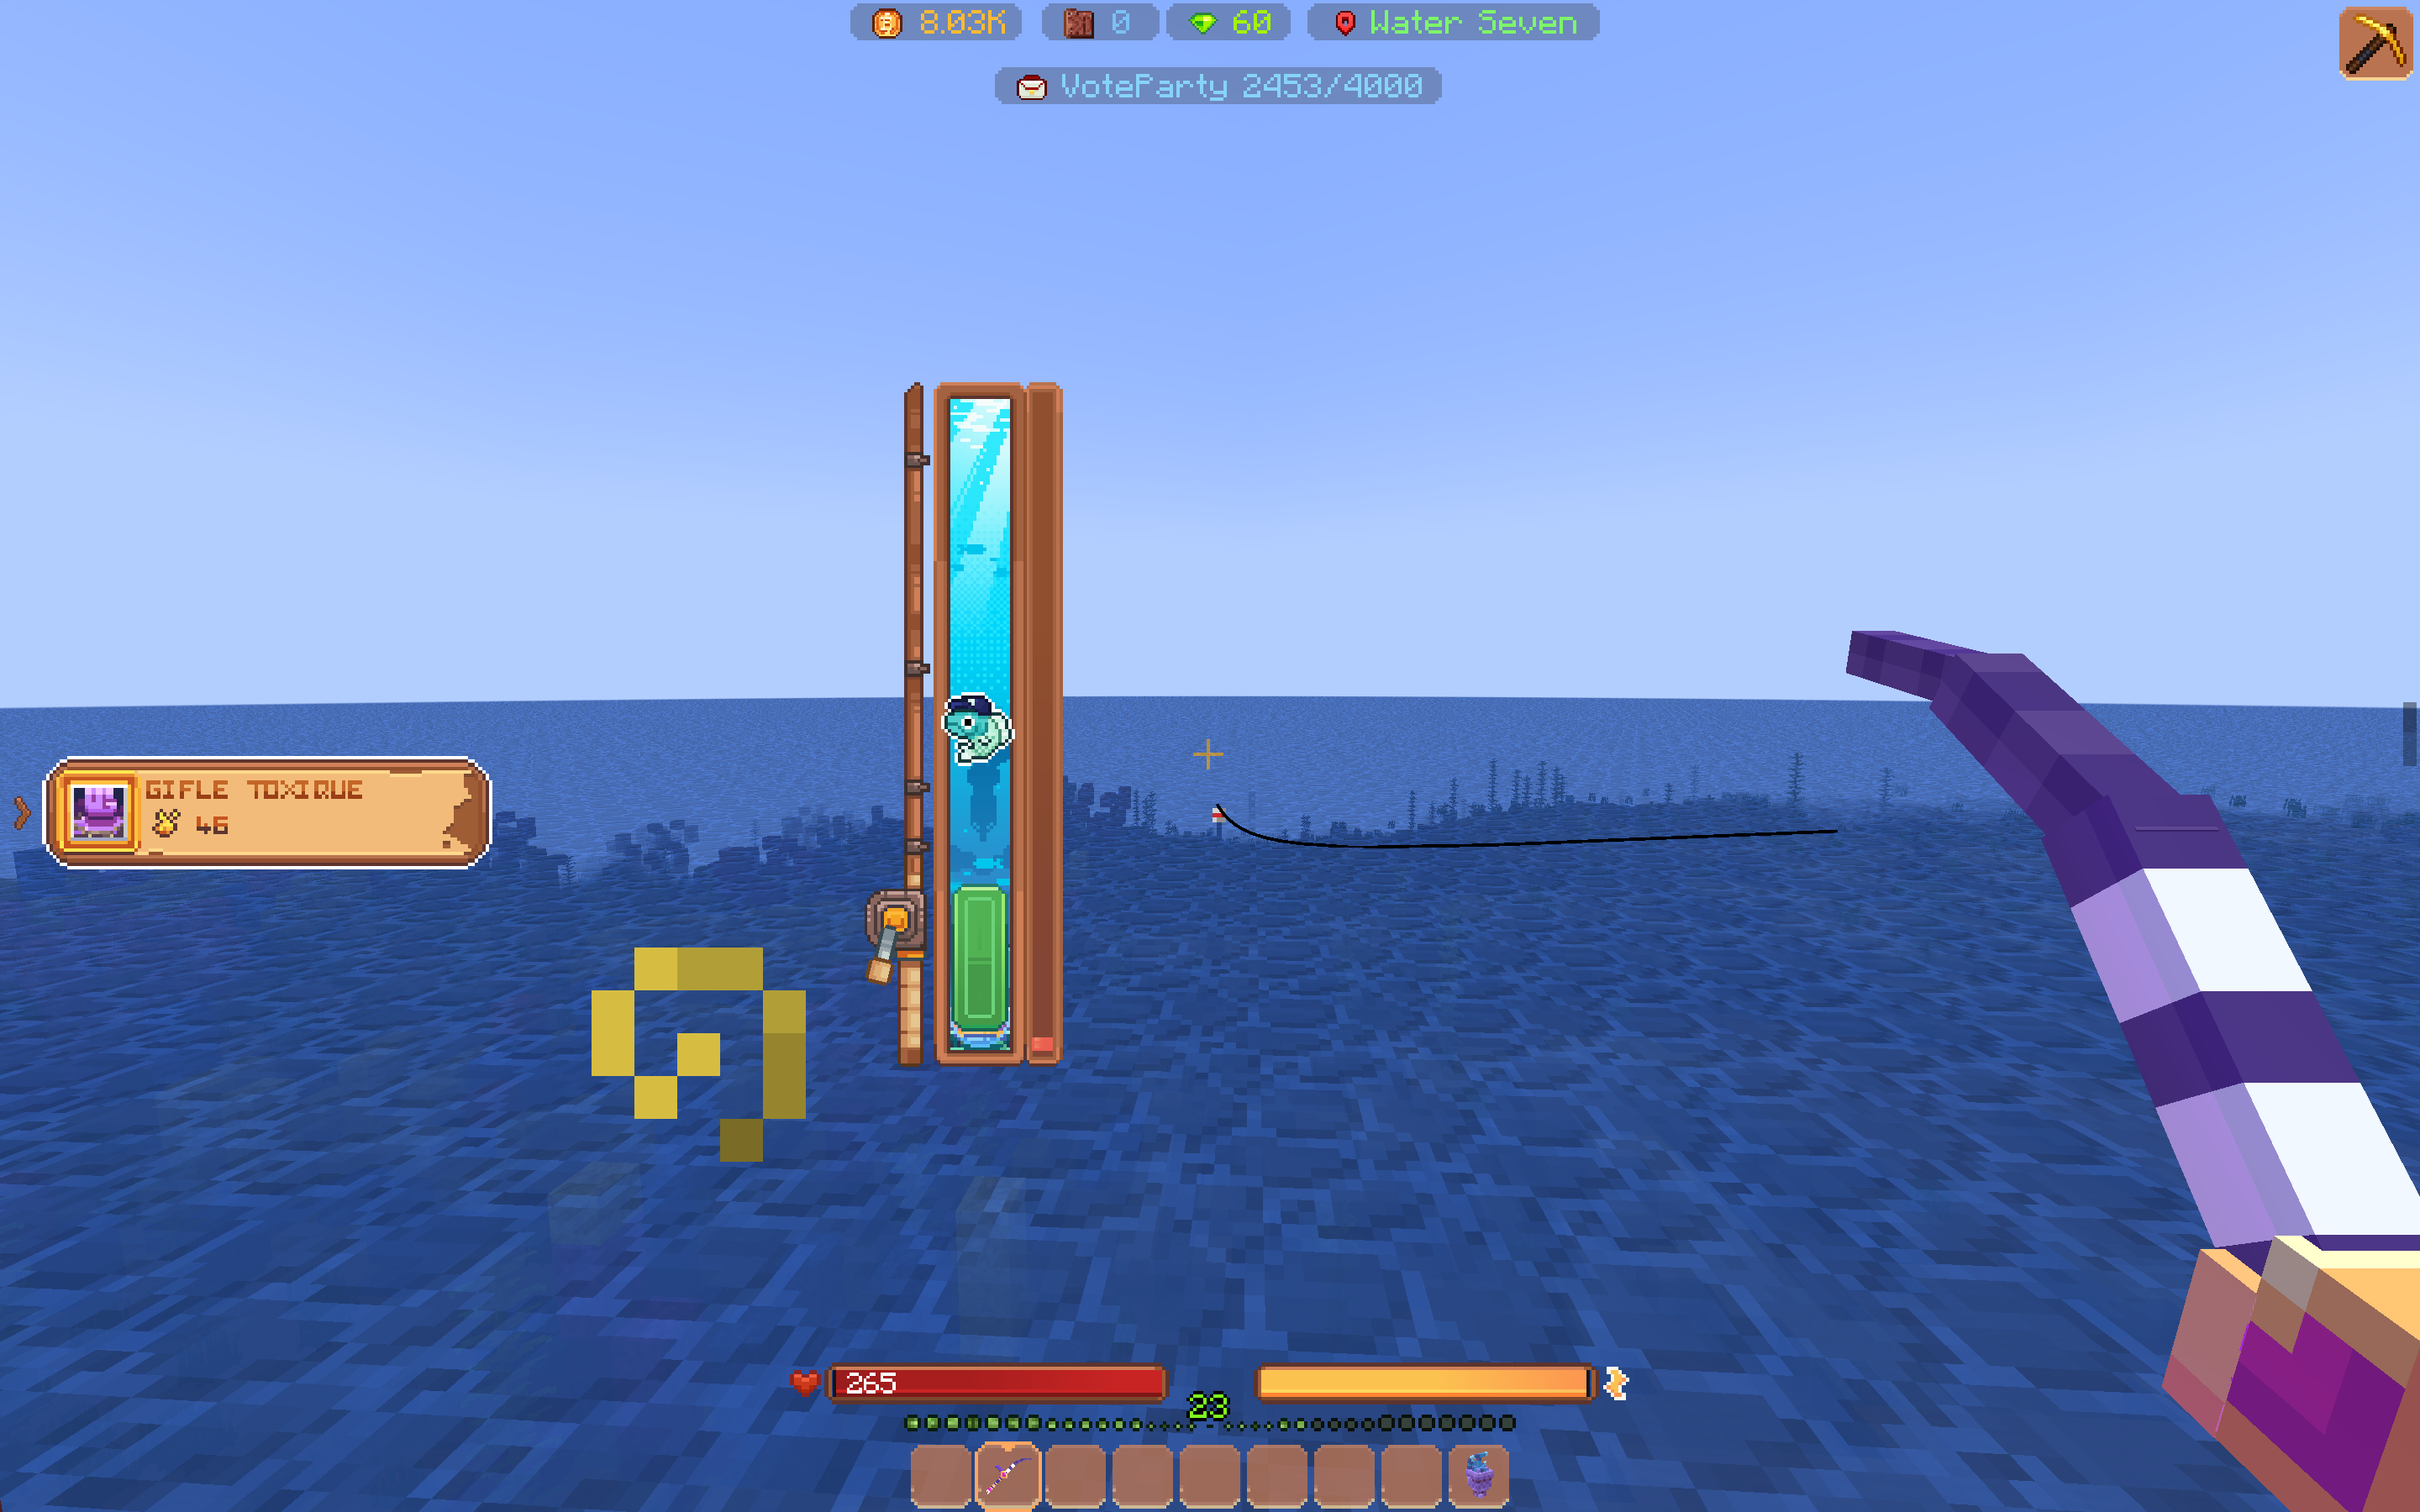 8.03K
0
60
Water Seven
VoteParty 2453/4000
GIFLE TOXIQUE
46
265
23